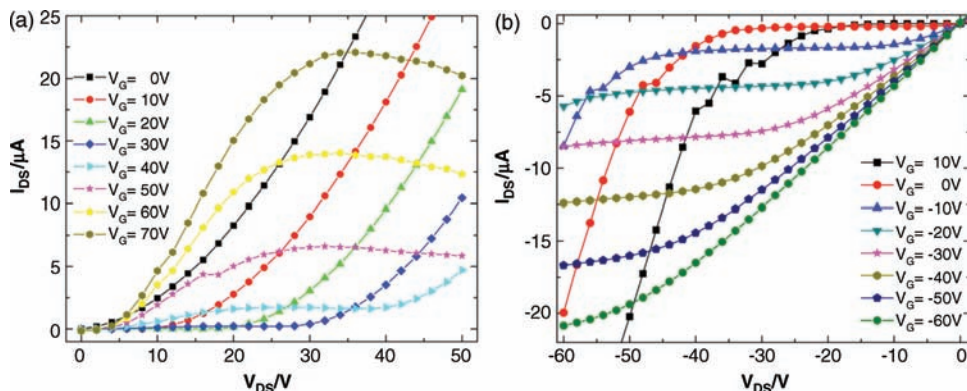 (a)
25
20
15
10
5
0
I_DS/μA
V_G= 0V
V_G= 10V
V_G= 20V
V_G= 30V
V_G= 40V
V_G= 50V
V_G= 60V
V_G= 70V
0 10 20 30 40 50
V_DS/V
(b)
0
-5
-10
-15
-20
I_DS/μA
V_G= 10V
V_G= 0V
V_G= -10V
V_G= -20V
V_G= -30V
V_G= -40V
V_G= -50V
V_G= -60V
-60 -50 -40 -30 -20 -10 0
V_DS/V